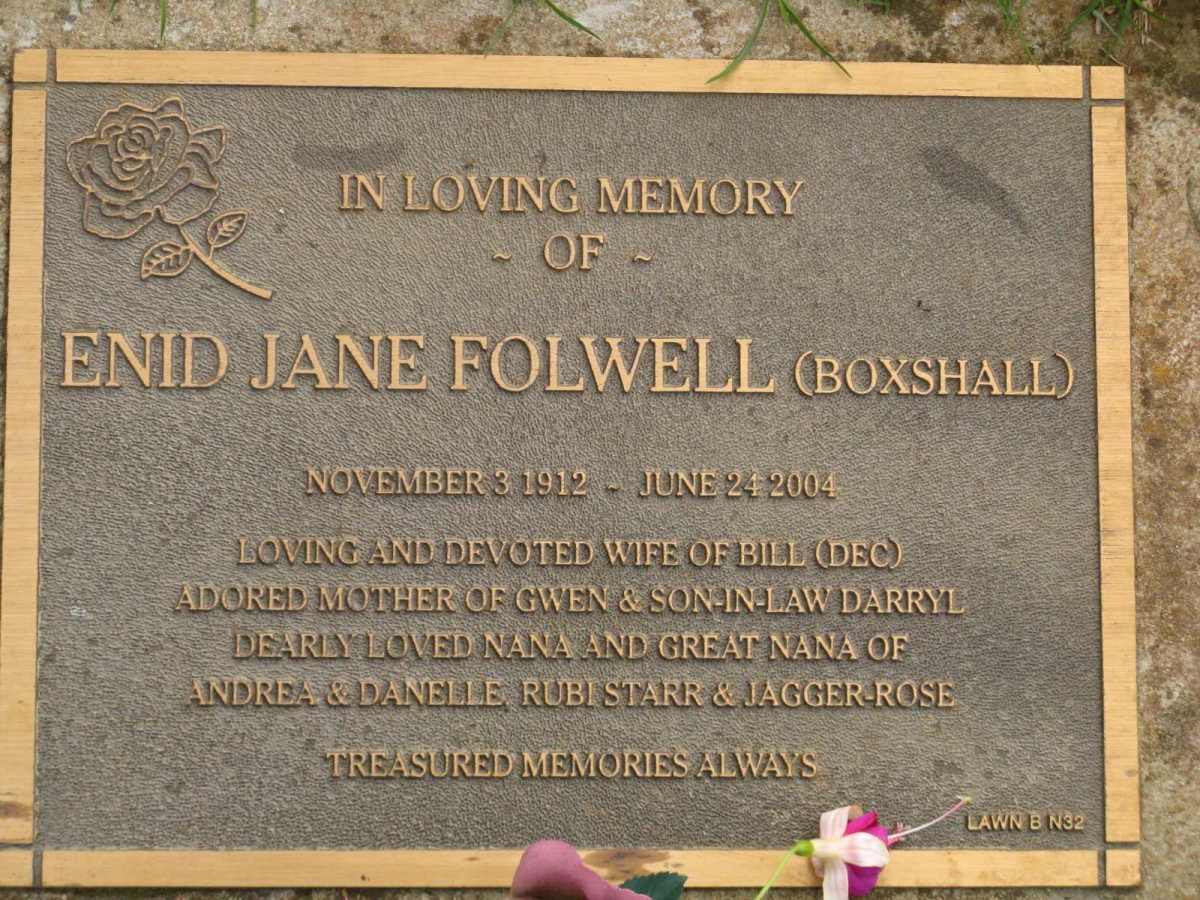 IN LOVING MEMORY
~ OF ~
ENID JANE FOLWELL (BOXSHALL)
NOVEMBER 3 1912 ~ JUNE 24 2004
LOVING AND DEVOTED WIFE OF BILL (DEC)
ADORED MOTHER OF GWEN & SON-IN-LAW DARRYL
DEARLY LOVED NANA AND GREAT NANA OF
ANDREA & DANELLE, RUBI STARR & JAGGER-ROSE
TREASURED MEMORIES ALWAYS
LAWN B N32